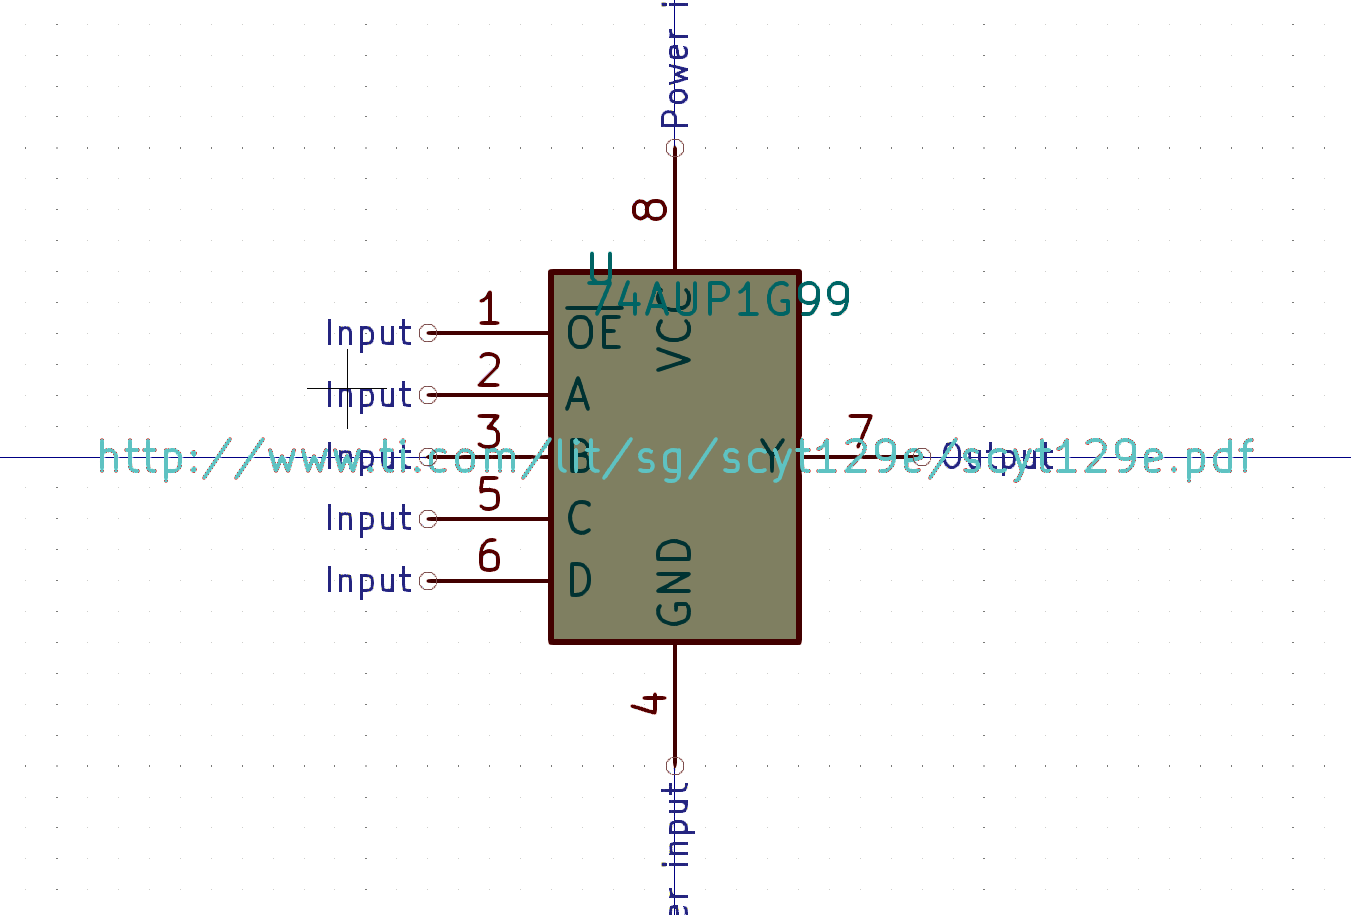 Power i
8
U
74AUP1G99
VCC
1
Input
OE
2
Input
A
3
Input
B
http://www.ti.com/lit/sg/scyt129e/scyt129e.pdf
Y
7
Output
5
Input
C
6
Input
D
GND
4
er input